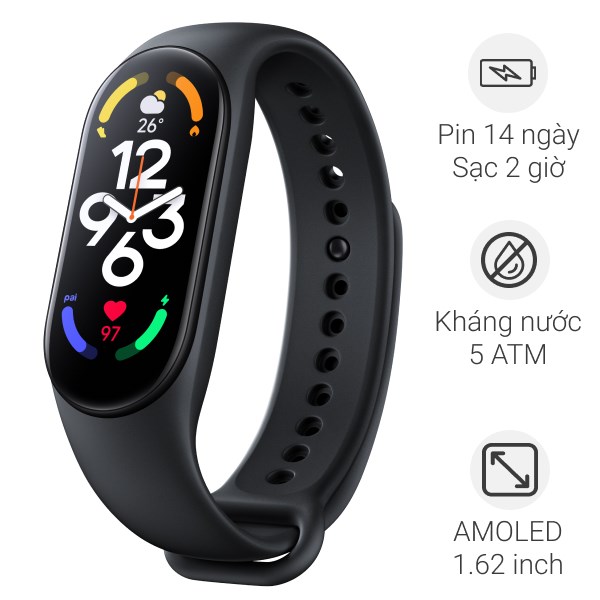 26°
12
9 3
6
pai
97
Pin 14 ngày
Sạc 2 giờ
Kháng nước
5 ATM
AMOLED
1.62 inch